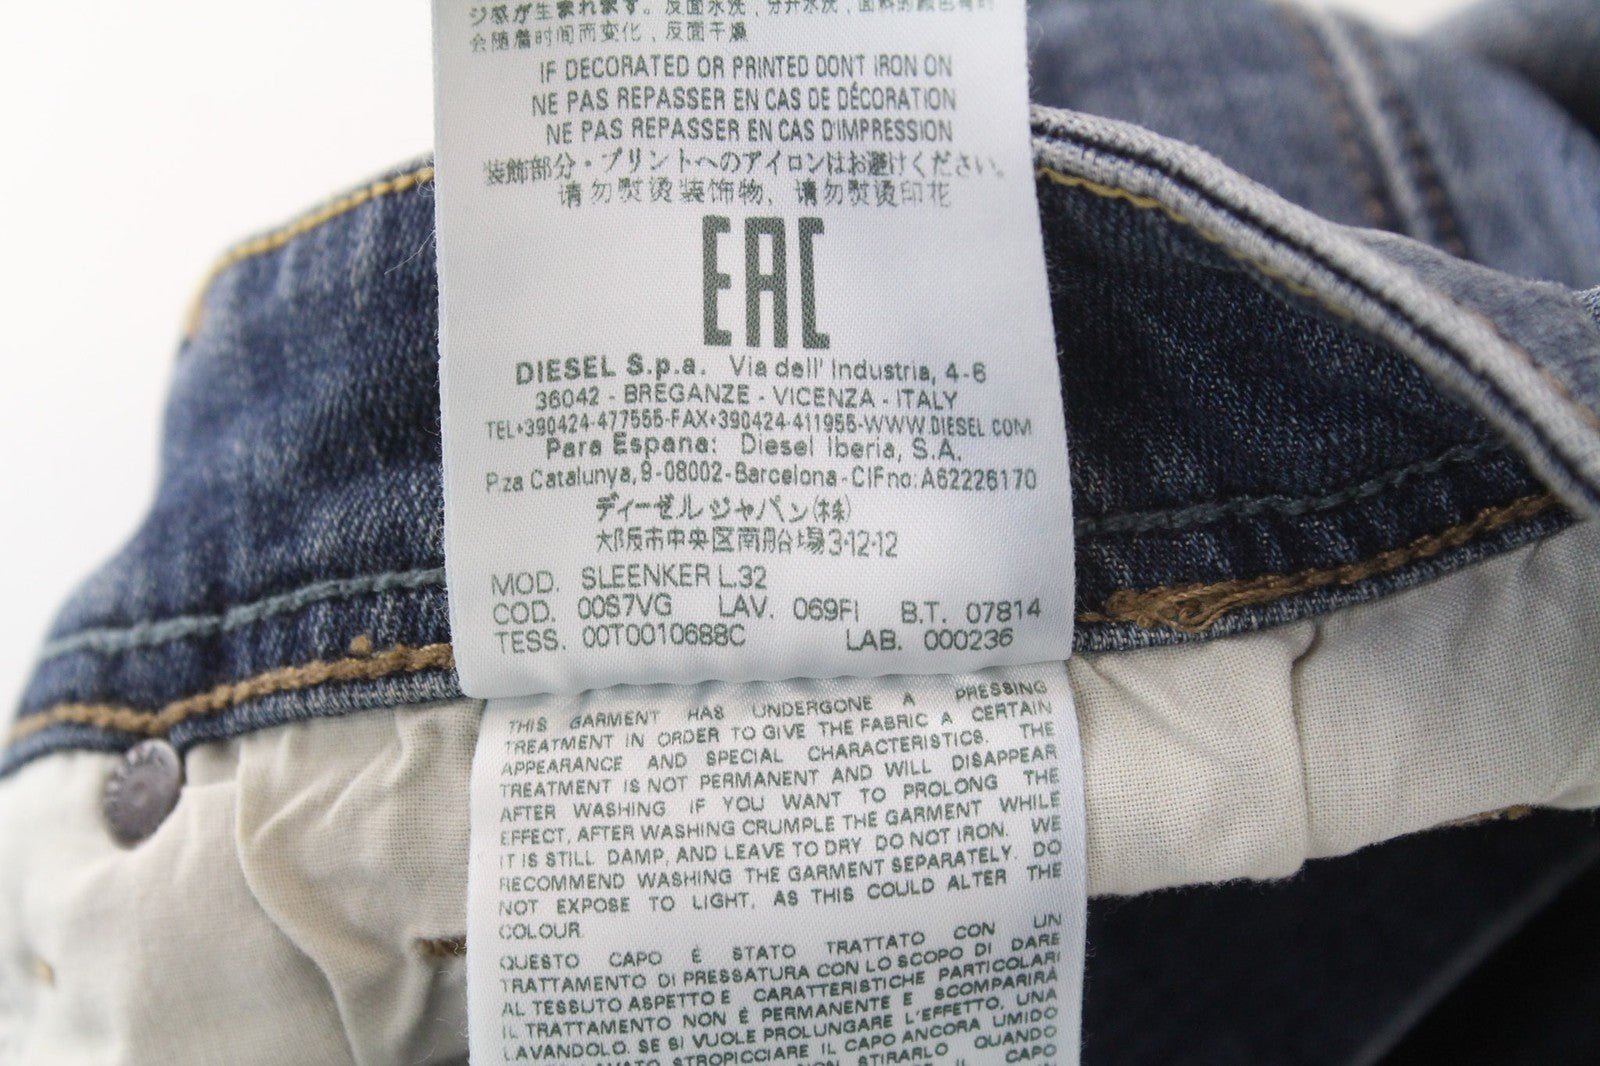 ジ感が生まれます。反面水洗，分开水洗，面料的颜色有时
会随着时间而变化，反面干燥
IF DECORATED OR PRINTED DON'T IRON ON
NE PAS REPASSER EN CAS DE DÉCORATION
NE PAS REPASSER EN CAS D'IMPRESSION
装飾部分・プリントへのアイロンはお避けください。
请勿熨烫装饰物，请勿熨烫印花
EAC
DIESEL S.p.a. Via dell' Industria, 4-6
36042 - BREGANZE - VICENZA - ITALY
TEL+390424-477555-FAX+390424-411955-WWW.DIESEL.COM
Para Espana: Diesel Iberia, S.A.
P.za Catalunya, 9-08002-Barcelona-CIF no: A62226170
ディーゼルジャパン(株)
大阪市中央区南船場3-12-12
MOD. SLEENKER L.32
COD. 00S7VG LAV. 069FI B.T. 07814
TESS. 00T0010688C LAB. 000236
THIS GARMENT HAS UNDERGONE A PRESSING
TREATMENT IN ORDER TO GIVE THE FABRIC A CERTAIN
APPEARANCE AND SPECIAL CHARACTERISTICS. THE
TREATMENT IS NOT PERMANENT AND WILL DISAPPEAR
AFTER WASHING IF YOU WANT TO PROLONG THE
EFFECT, AFTER WASHING CRUMPLE THE GARMENT WHILE
IT IS STILL DAMP, AND LEAVE TO DRY DO NOT IRON. WE
RECOMMEND WASHING THE GARMENT SEPARATELY. DO
NOT EXPOSE TO LIGHT, AS THIS COULD ALTER THE
COLOUR.
QUESTO CAPO È STATO TRATTATO CON UN
TRATTAMENTO DI PRESSATURA CON LO SCOPO DI DARE
AL TESSUTO ASPETTO E CARATTERISTICHE PARTICOLARI
IL TRATTAMENTO NON È PERMANENTE E SCOMPARIRÀ
LAVANDOLO. SE SI VUOLE PROLUNGARE L'EFFETTO, UNA
LAVATO STROPICCIARE IL CAPO ANCORA UMIDO
NON STIRARLO QUANDO
IL CAPO